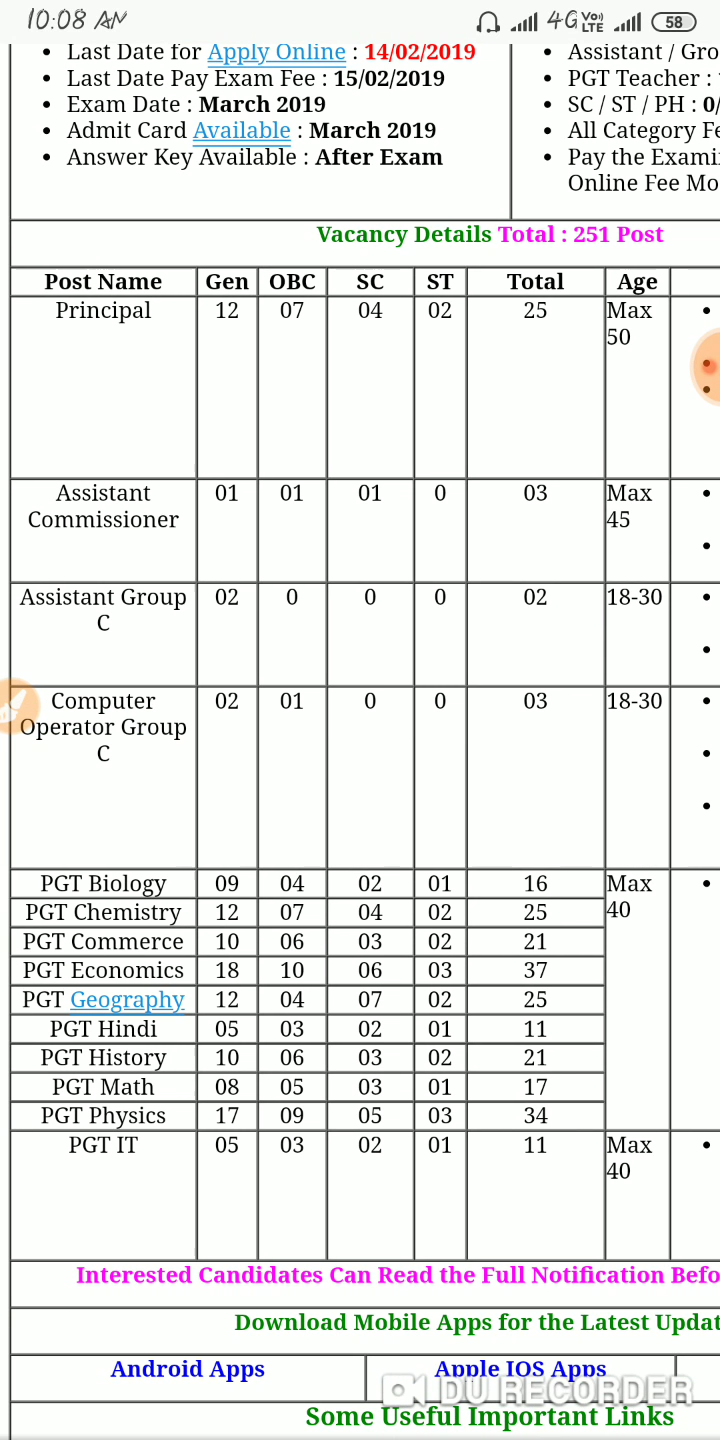 10:08 AM 4G VoLTE 58
• Last Date for Apply Online : 14/02/2019
• Last Date Pay Exam Fee : 15/02/2019
• Exam Date : March 2019
• Admit Card Available : March 2019
• Answer Key Available : After Exam
• Assistant / Gro
• PGT Teacher :
• SC / ST / PH : 0/
• All Category Fe
• Pay the Exami
Online Fee Mo
Vacancy Details Total : 251 Post
Post Name Gen OBC SC ST Total Age
Principal 12 07 04 02 25 Max
50
Assistant 01 01 01 0 03 Max
Commissioner 45
Assistant Group 02 0 0 0 02 18-30
C
Computer 02 01 0 0 03 18-30
Operator Group
C
PGT Biology 09 04 02 01 16 Max
PGT Chemistry 12 07 04 02 25 40
PGT Commerce 10 06 03 02 21
PGT Economics 18 10 06 03 37
PGT Geography 12 04 07 02 25
PGT Hindi 05 03 02 01 11
PGT History 10 06 03 02 21
PGT Math 08 05 03 01 17
PGT Physics 17 09 05 03 34
PGT IT 05 03 02 01 11 Max
40
Interested Candidates Can Read the Full Notification Befo
Download Mobile Apps for the Latest Updat
Android Apps Apple IOS Apps
DU RECORDER
Some Useful Important Links